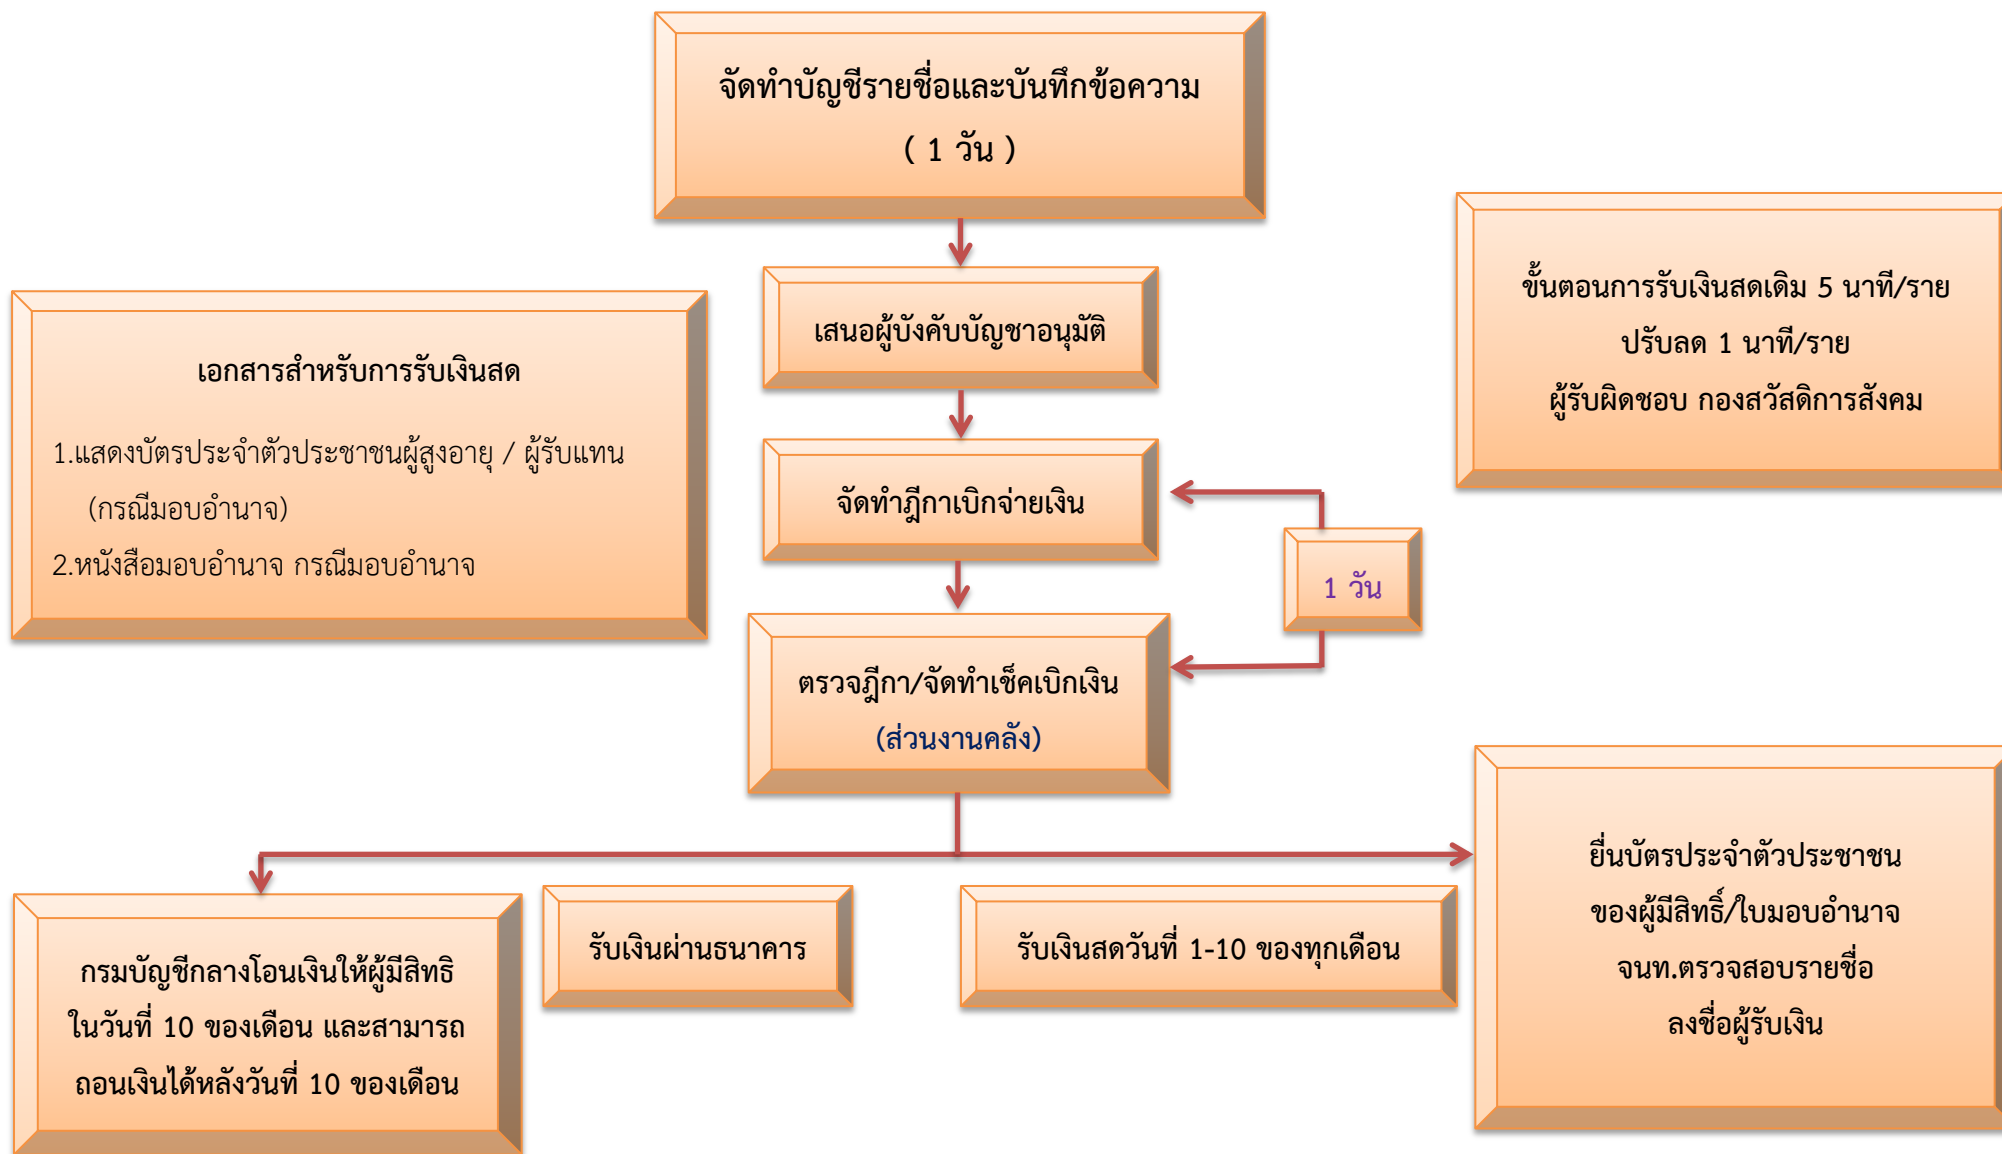 จัดทำบัญชีรายชื่อและบันทึกข้อความ
( 1 วัน )
เสนอผู้บังคับบัญชาอนุมัติ
ขั้นตอนการรับเงินสดเดิม 5 นาที/ราย
ปรับลด 1 นาที/ราย
ผู้รับผิดชอบ กองสวัสดิการสังคม
เอกสารสำหรับการรับเงินสด
1.แสดงบัตรประจำตัวประชาชนผู้สูงอายุ / ผู้รับแทน
(กรณีมอบอำนาจ)
2.หนังสือมอบอำนาจ กรณีมอบอำนาจ
จัดทำฎีกาเบิกจ่ายเงิน
1 วัน
ตรวจฎีกา/จัดทำเช็คเบิกเงิน
(ส่วนงานคลัง)
กรมบัญชีกลางโอนเงินให้ผู้มีสิทธิ
ในวันที่ 10 ของเดือน และสามารถ
ถอนเงินได้หลังวันที่ 10 ของเดือน
รับเงินผ่านธนาคาร
รับเงินสดวันที่ 1-10 ของทุกเดือน
ยื่นบัตรประจำตัวประชาชน
ของผู้มีสิทธิ์/ใบมอบอำนาจ
จนท.ตรวจสอบรายชื่อ
ลงชื่อผู้รับเงิน